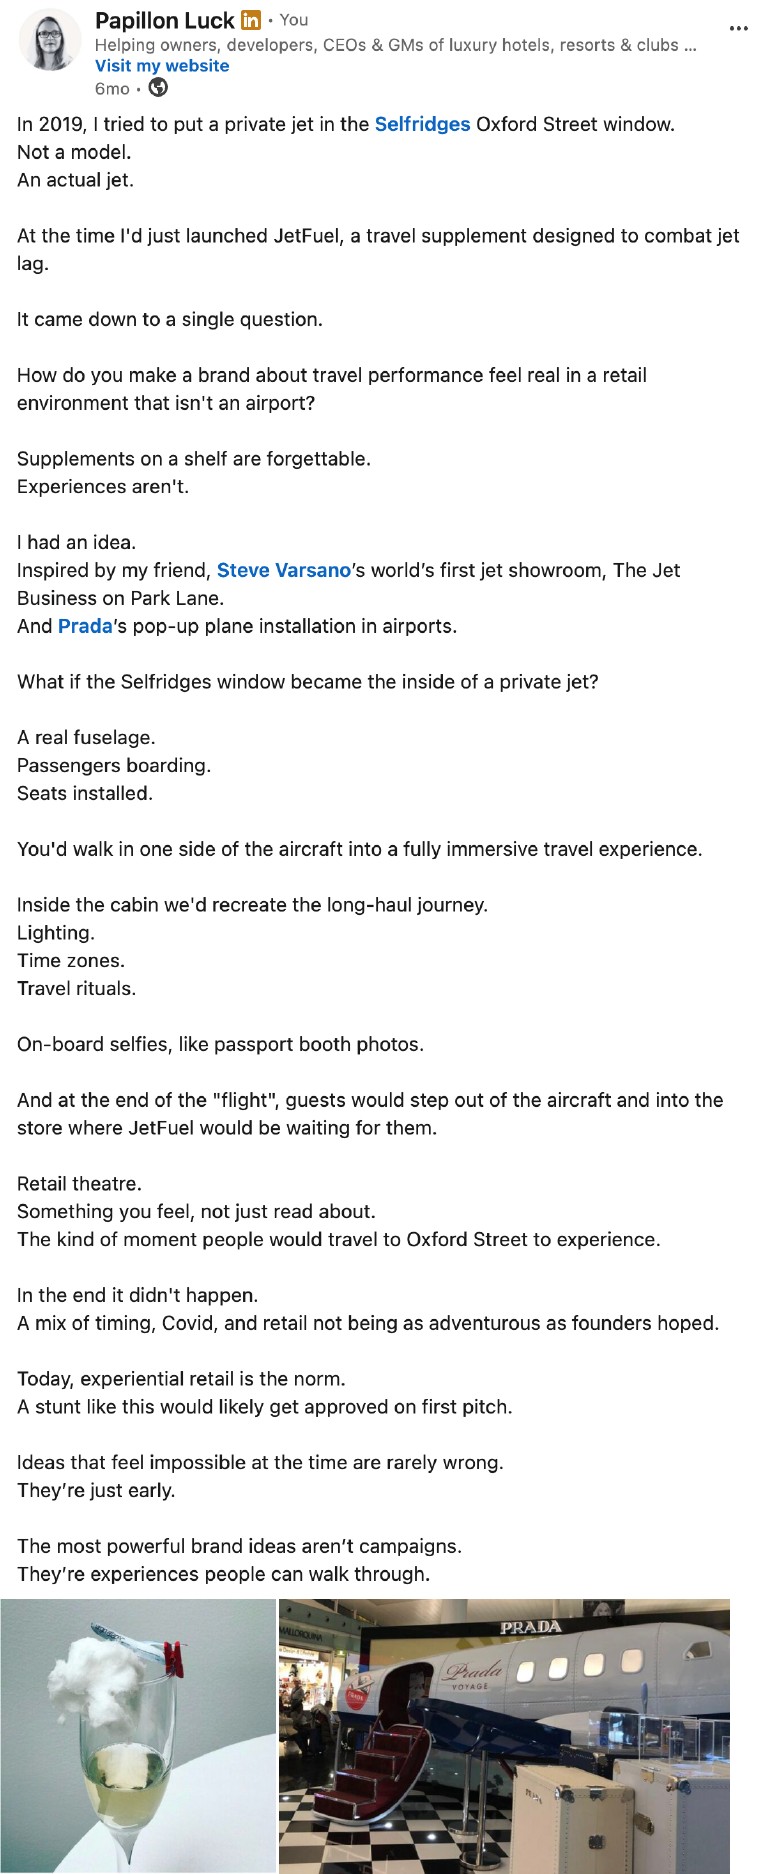 Papillon Luck in • You
Helping owners, developers, CEOs & GMs of luxury hotels, resorts & clubs ...
Visit my website
6mo •
In 2019, I tried to put a private jet in the Selfridges Oxford Street window.
Not a model.
An actual jet.
At the time I'd just launched JetFuel, a travel supplement designed to combat jet
lag.
It came down to a single question.
How do you make a brand about travel performance feel real in a retail
environment that isn't an airport?
Supplements on a shelf are forgettable.
Experiences aren't.
I had an idea.
Inspired by my friend, Steve Varsano’s world’s first jet showroom, The Jet
Business on Park Lane.
And Prada’s pop-up plane installation in airports.
What if the Selfridges window became the inside of a private jet?
A real fuselage.
Passengers boarding.
Seats installed.
You'd walk in one side of the aircraft into a fully immersive travel experience.
Inside the cabin we'd recreate the long-haul journey.
Lighting.
Time zones.
Travel rituals.
On-board selfies, like passport booth photos.
And at the end of the "flight", guests would step out of the aircraft and into the
store where JetFuel would be waiting for them.
Retail theatre.
Something you feel, not just read about.
The kind of moment people would travel to Oxford Street to experience.
In the end it didn't happen.
A mix of timing, Covid, and retail not being as adventurous as founders hoped.
Today, experiential retail is the norm.
A stunt like this would likely get approved on first pitch.
Ideas that feel impossible at the time are rarely wrong.
They’re just early.
The most powerful brand ideas aren’t campaigns.
They’re experiences people can walk through.
PRADA
MALLORQUINA
Prada
VOYAGE